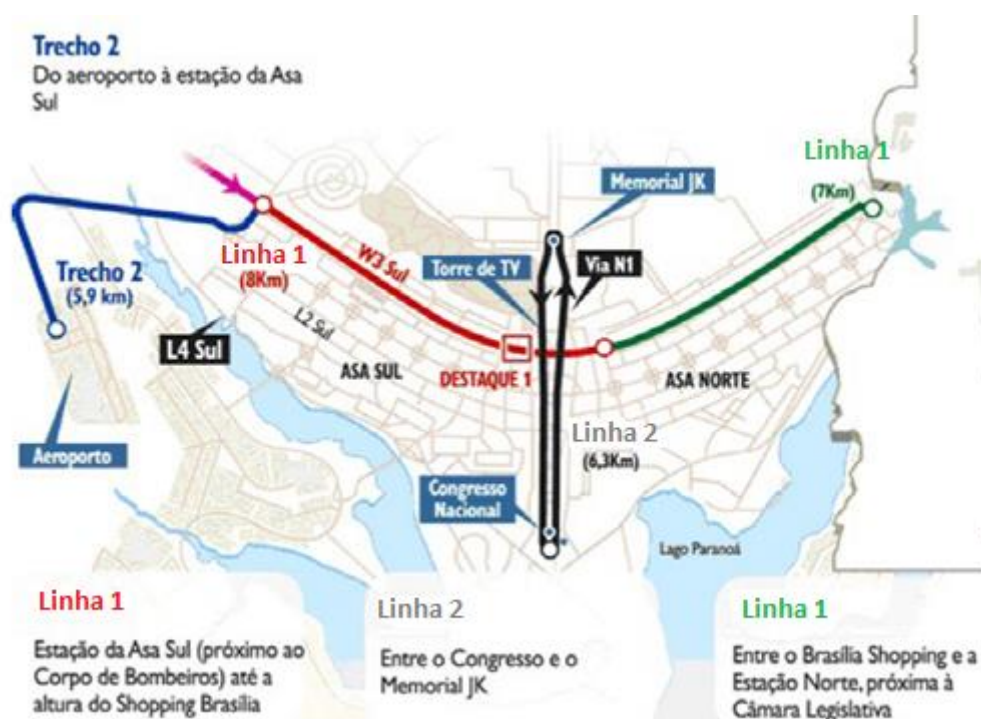 Trecho 2
Do aeroporto à estação da Asa
Sul
Linha 1
(7Km)
Memorial JK
Linha 1
(8Km)
W3 Sul
Torre de TV
Via N1
Trecho 2
(5,9 km)
L2 Sul
L4 Sul
ASA SUL
DESTAQUE 1
ASA NORTE
Aeroporto
Linha 2
(6,3Km)
Congresso
Nacional
Lago Paranoá
Linha 1
Estação da Asa Sul (próximo ao
Corpo de Bombeiros) até a
altura do Shopping Brasília
Linha 2
Entre o Congresso e o
Memorial JK
Linha 1
Entre o Brasília Shopping e a
Estação Norte, próxima à
Câmara Legislativa